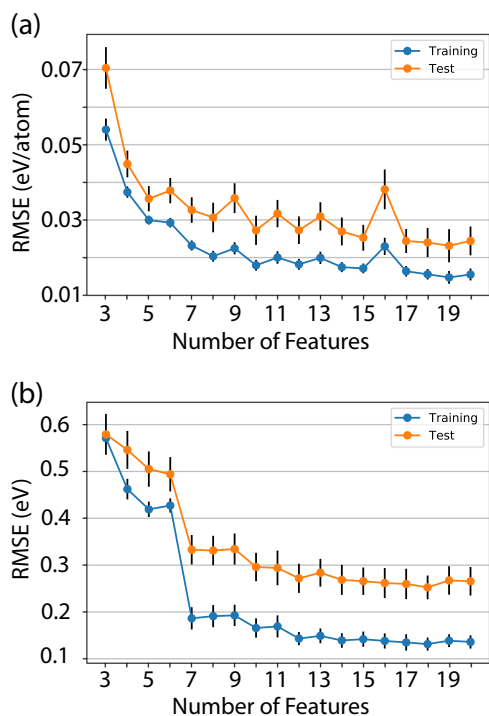 (a)
Training
Test
0.07
0.05
0.03
0.01
RMSE (eV/atom)
3 5 7 9 11 13 15 17 19
Number of Features
(b)
Training
Test
0.6
0.5
0.4
0.3
0.2
0.1
RMSE (eV)
3 5 7 9 11 13 15 17 19
Number of Features